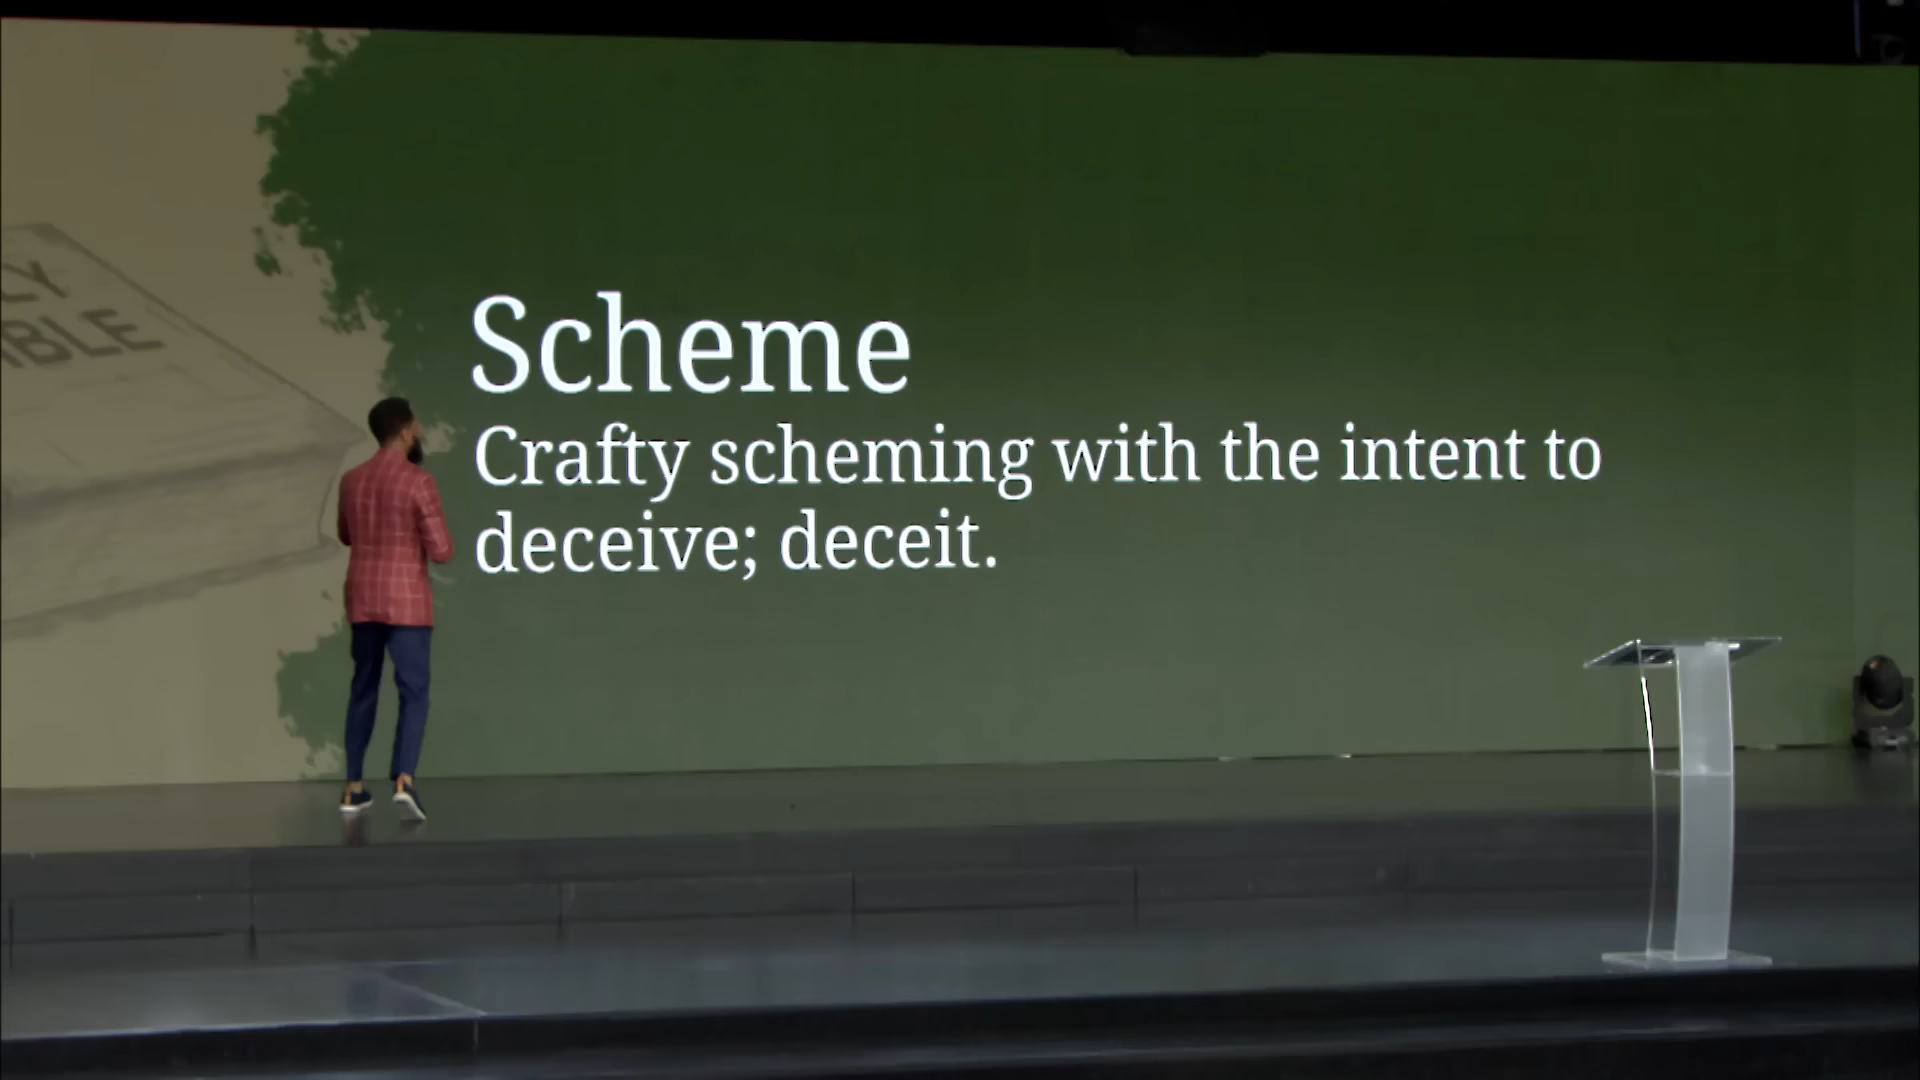 Scheme
Crafty scheming with the intent to
deceive; deceit.